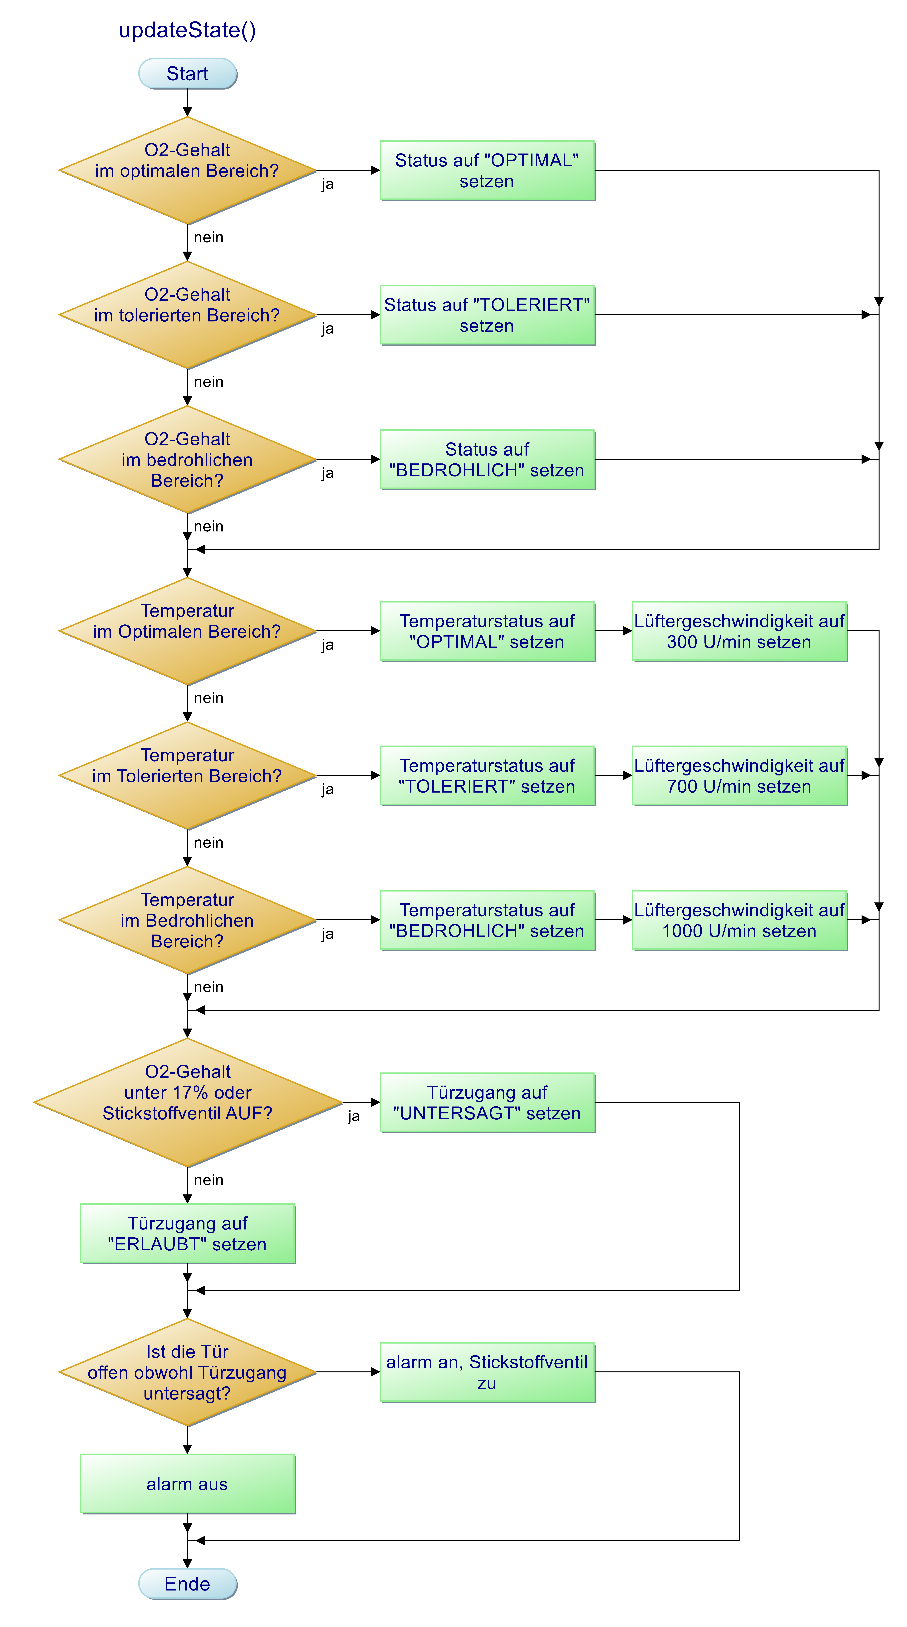 updateState()
Start
O2-Gehalt
im optimalen Bereich?
ja
Status auf "OPTIMAL"
setzen
nein
O2-Gehalt
im tolerierten Bereich?
ja
Status auf "TOLERIERT"
setzen
nein
O2-Gehalt
im bedrohlichen
Bereich?
ja
Status auf
"BEDROHLICH" setzen
nein
Temperatur
im Optimalen Bereich?
ja
Temperaturstatus auf
"OPTIMAL" setzen
Lüftergeschwindigkeit auf
300 U/min setzen
nein
Temperatur
im Tolerierten Bereich?
ja
Temperaturstatus auf
"TOLERIERT" setzen
Lüftergeschwindigkeit auf
700 U/min setzen
nein
Temperatur
im Bedrohlichen
Bereich?
ja
Temperaturstatus auf
"BEDROHLICH" setzen
Lüftergeschwindigkeit auf
1000 U/min setzen
nein
O2-Gehalt
unter 17% oder
Stickstoffventil AUF?
ja
Türzugang auf
"UNTERSAGT" setzen
nein
Türzugang auf
"ERLAUBT" setzen
Ist die Tür
offen obwohl Türzugang
untersagt?
alarm an, Stickstoffventil
zu
alarm aus
Ende